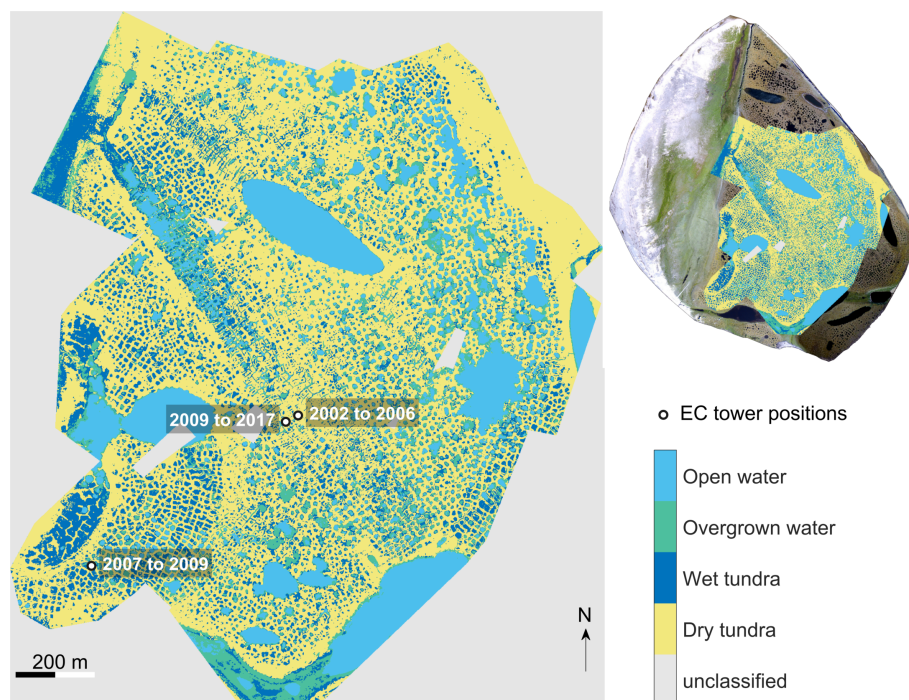 2009 to 2017
2002 to 2006
2007 to 2009
200 m
N
EC tower positions
Open water
Overgrown water
Wet tundra
Dry tundra
unclassified